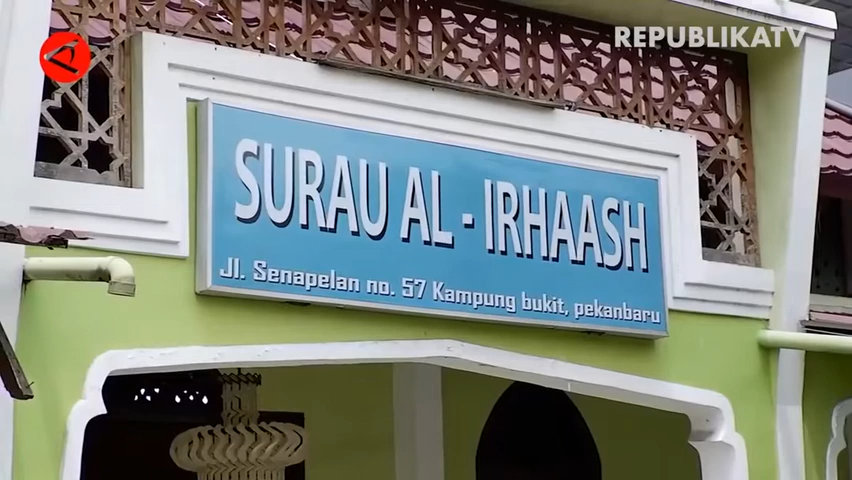 REPUBLIKATV
SURAU AL - IRHAASH
Jl. Senapelan no. 57 Kampung bukit, pekanbaru